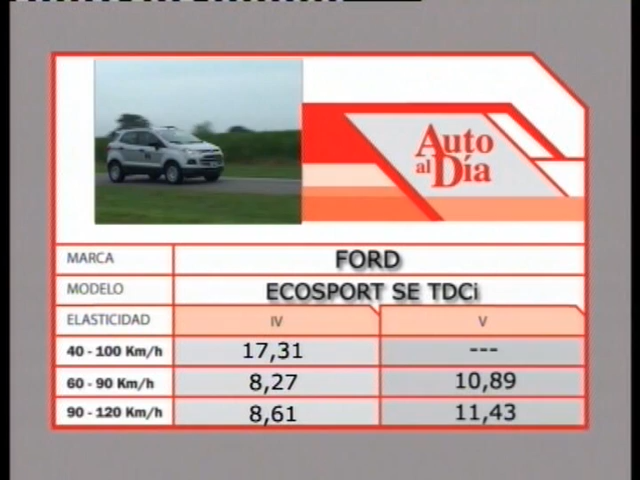 Auto
al Día
MARCA FORD
MODELO ECOSPORT SE TDCi
ELASTICIDAD IV V
40 - 100 Km/h 17,31 ---
60 - 90 Km/h 8,27 10,89
90 - 120 Km/h 8,61 11,43